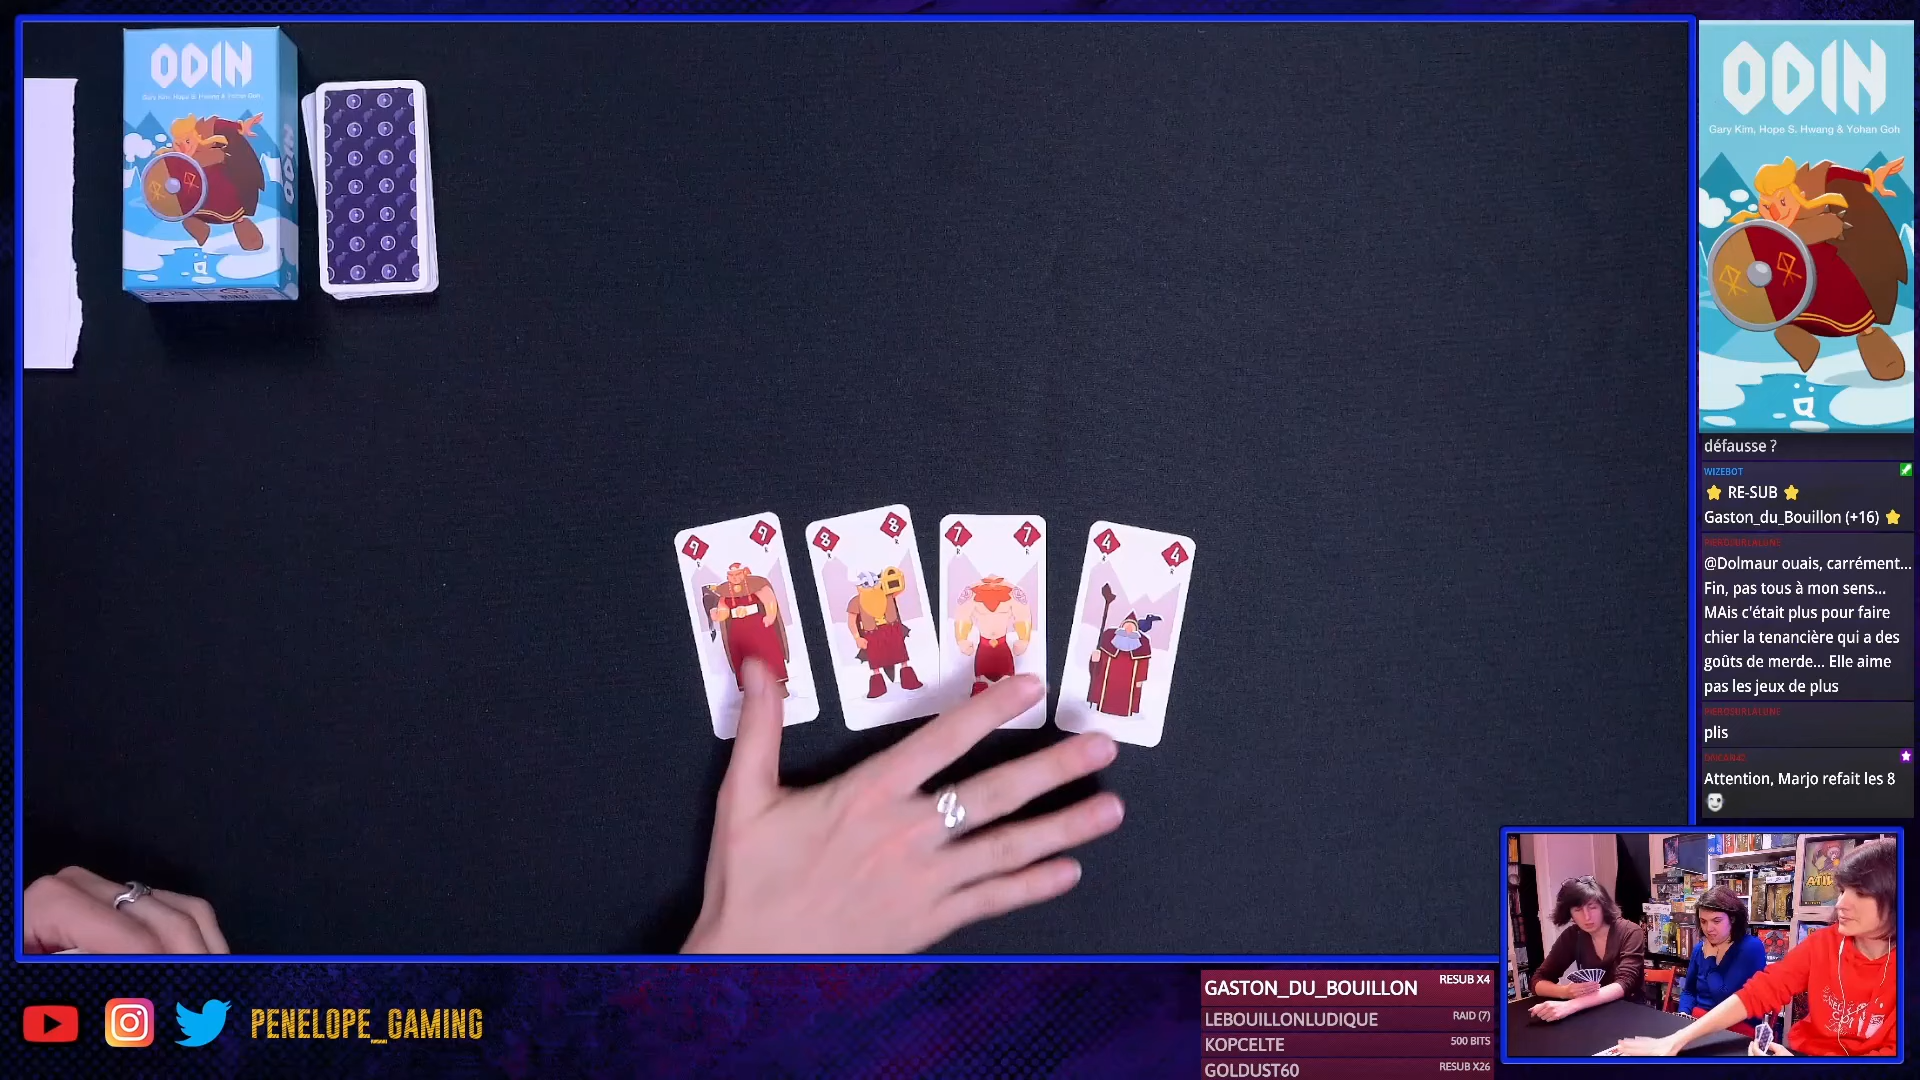 ODIN
Gary Kim, Hope S. Hwang & Yohan Goh
ODIN
9
9
R
R
8
8
R
R
7
7
R
R
4
4
R
R
ODIN
Gary Kim, Hope S. Hwang & Yohan Goh
défausse ?
WIZEBOT
RE-SUB
Gaston_du_Bouillon (+16)
PIERDSURLALUNE
@Dolmaur ouais, carrément...
Fin, pas tous à mon sens...
MAis c'était plus pour faire
chier la tenancière qui a des
goûts de merde... Elle aime
pas les jeux de plus
PIERDSURLALUNE
plis
Attention, Marjo refait les 8
PENELOPE_GAMING
GASTON_DU_BOUILLON RESUB X4
LEBOUILLONLUDIQUE RAID (7)
KOPCELTE 500 BITS
GOLDUST60 RESUB X26